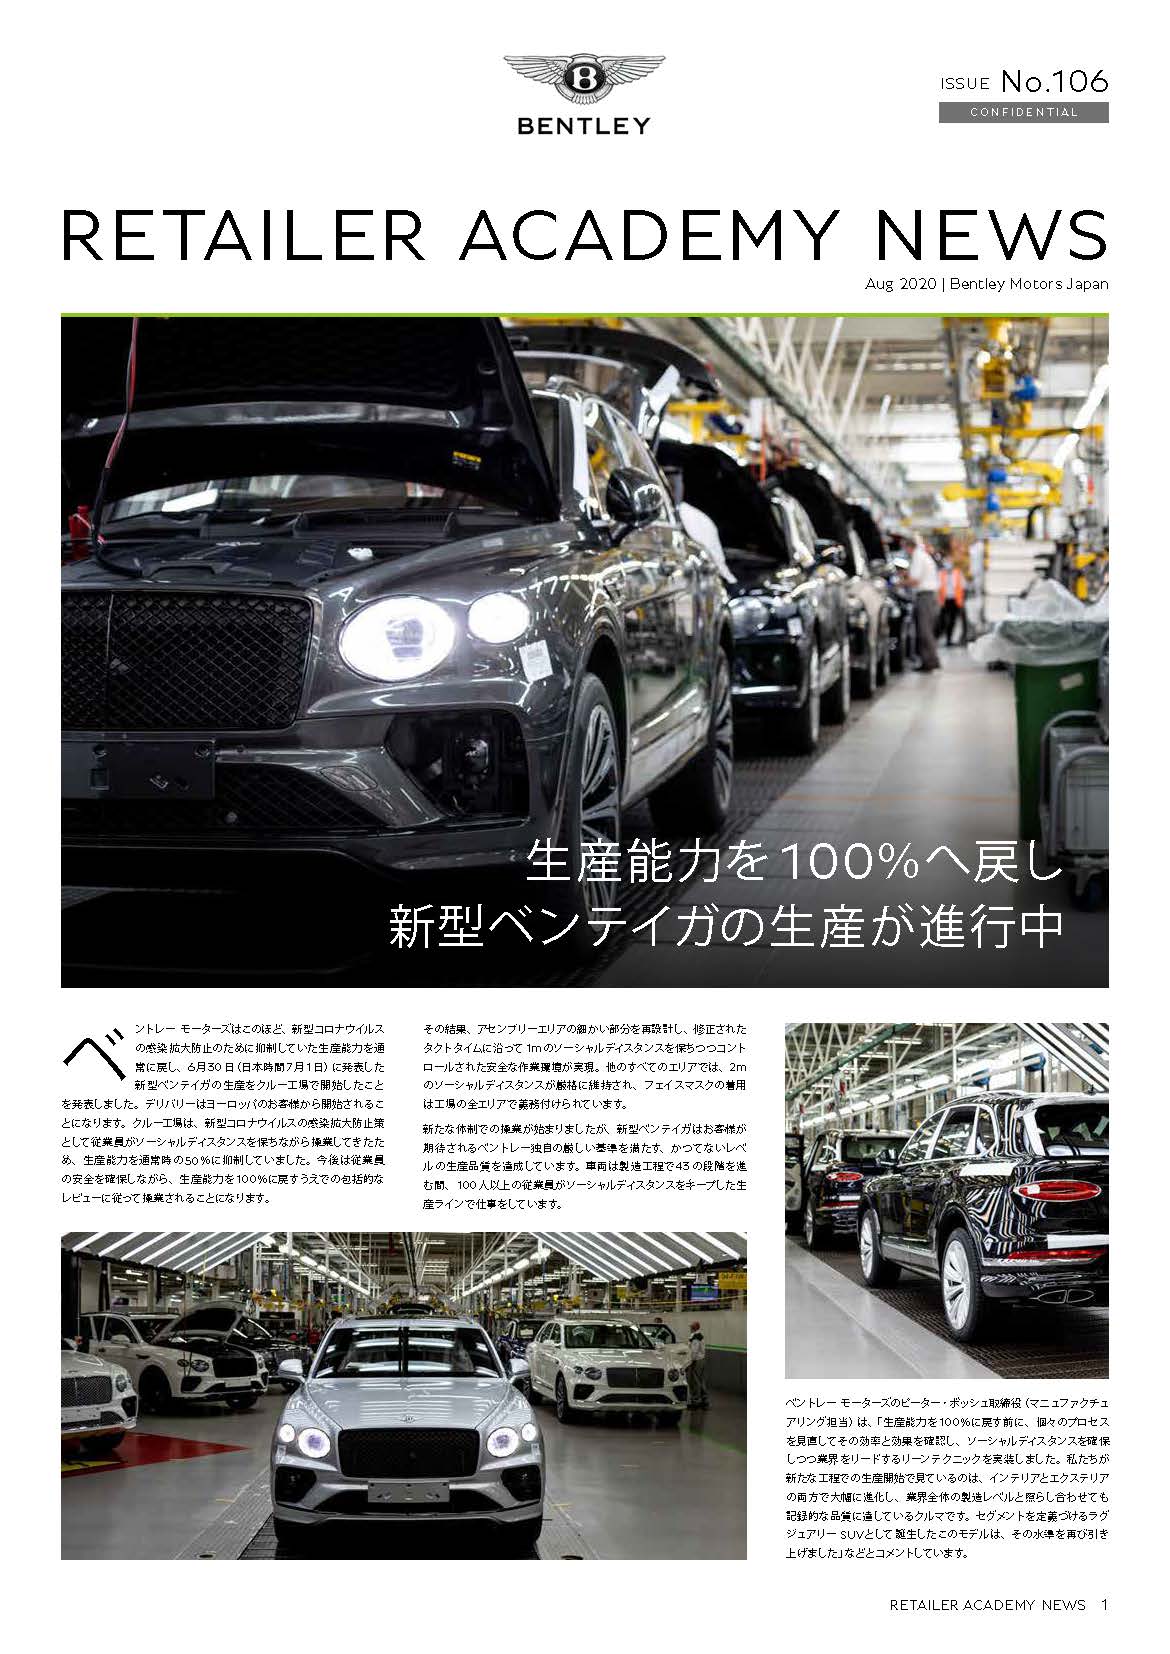 BENTLEY
ISSUE No.106
CONFIDENTIAL
RETAILER ACADEMY NEWS
Aug 2020 | Bentley Motors Japan
生産能力を100%へ戻し
新型ベンテイガの生産が進行中
ベントレー モーターズはこのほど、新型コロナウイルス
の感染拡大防止のために抑制していた生産能力を通
常に戻し、6月30日（日本時間7月1日）に発表した
新型ベンテイガの生産をクルー工場で開始したこと
を発表しました。デリバリーはヨーロッパのお客様から開始されるこ
とになります。クルー工場は、新型コロナウイルスの感染拡大防止策
として従業員がソーシャルディスタンスを保ちながら操業してきたた
め、生産能力を通常時の50%に抑制していました。今後は従業員
の安全を確保しながら、生産能力を100%に戻すうえでの包括的な
レビューに従って操業されることになります。
その結果、アセンブリーエリアの細かい部分を再設計し、修正された
タクトタイムに沿って1mのソーシャルディスタンスを保ちつつコント
ロールされた安全な作業環境が実現。他のすべてのエリアでは、2m
のソーシャルディスタンスが厳格に維持され、フェイスマスクの着用
は工場の全エリアで義務付けられています。
新たな体制での操業が始まりましたが、新型ベンテイガはお客様が
期待されるベントレー独自の厳しい基準を満たす、かつてないレベ
ルの生産品質を達成しています。車両は製造工程で43の段階を進
む間、100人以上の従業員がソーシャルディスタンスをキープした生
産ラインで仕事をしています。
ベントレー モーターズのピーター・ボッシュ取締役（マニュファクチュ
アリング担当）は、「生産能力を100%に戻す前に、個々のプロセス
を見直してその効率と効果を確認し、ソーシャルディスタンスを確保
しつつ業界をリードするリーンテクニックを実装しました。私たちが
新たな工程での生産開始で見ているのは、インテリアとエクステリア
の両方で大幅に進化し、業界全体の製造レベルと照らし合わせても
記録的な品質に達しているクルマです。セグメントを定義づけるラグ
ジュアリーSUVとして誕生したこのモデルは、その水準を再び引き
上げました」などとコメントしています。
RETAILER ACADEMY NEWS 1